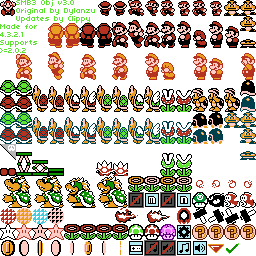 SMB3 Obj v3.0
Original by Dylanzu
Updates by Clippy
Made for
4.3.2.1
Supports
>=2.0.2